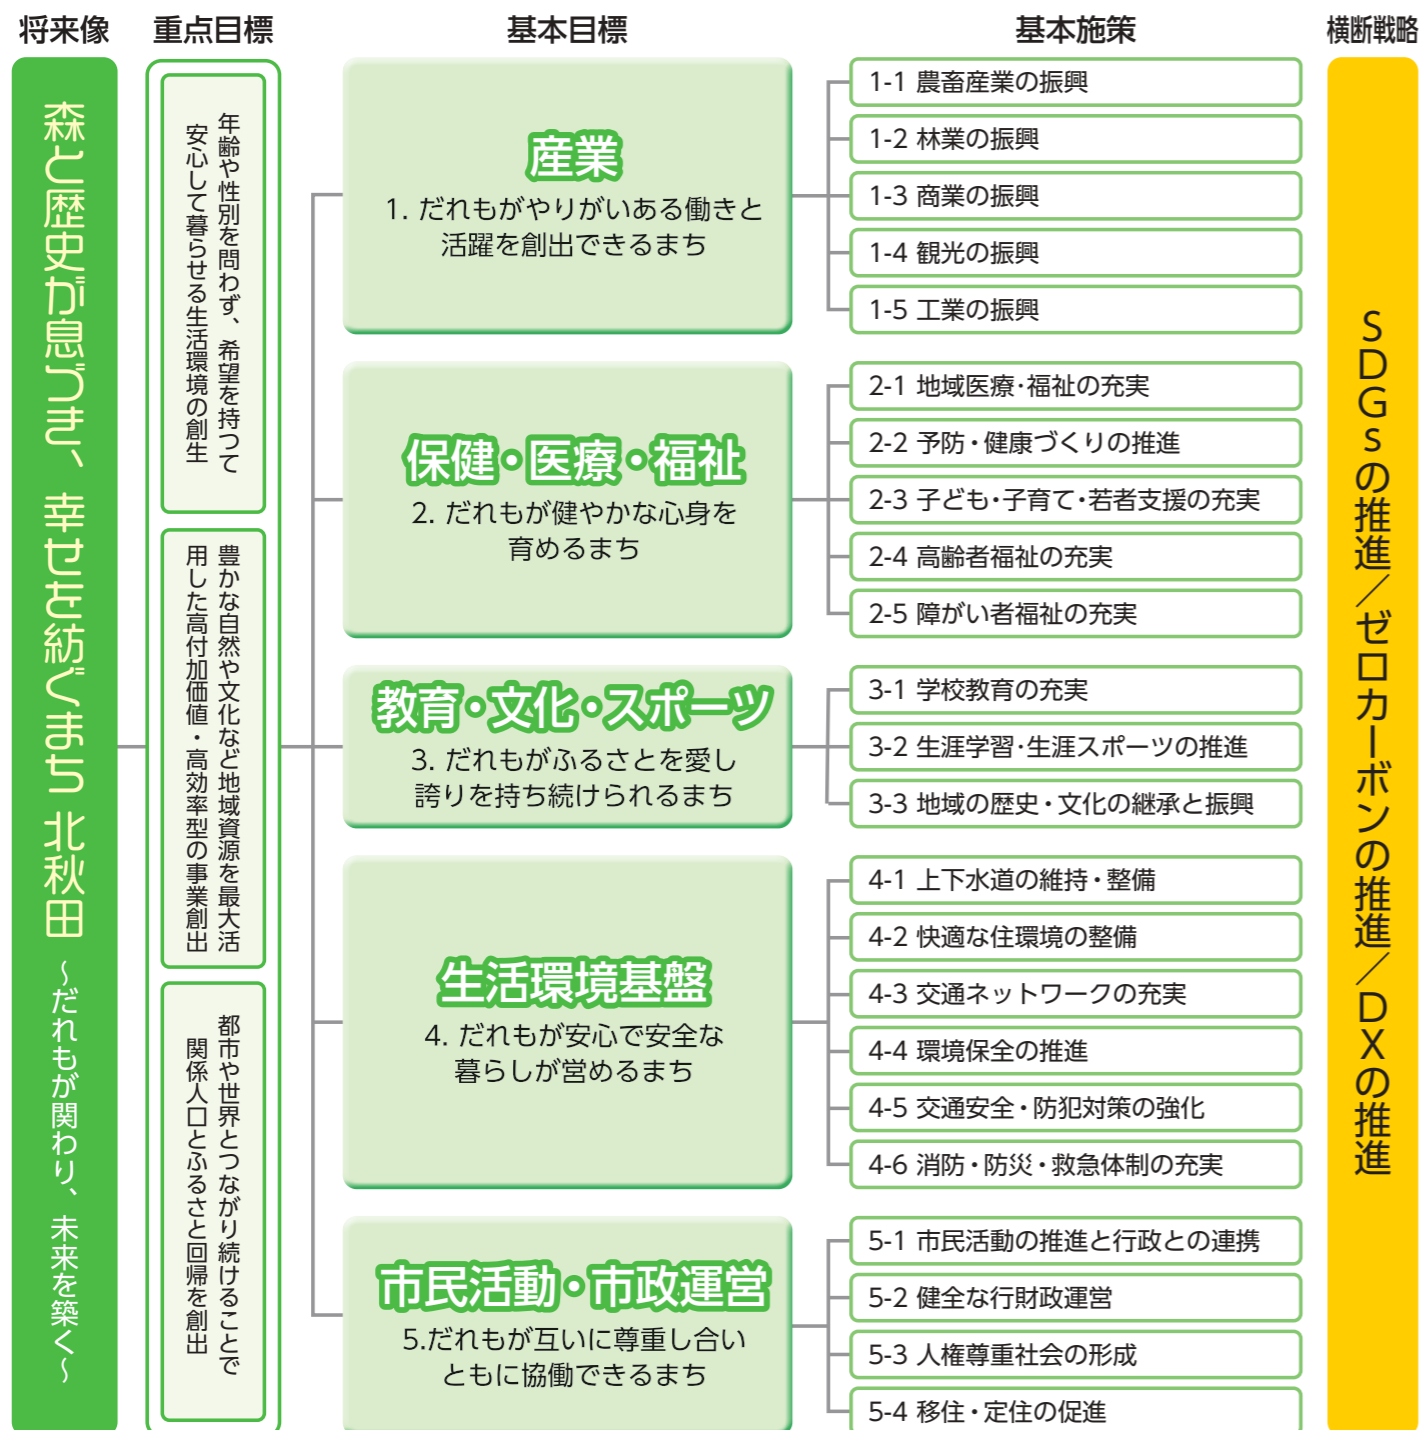 将来像
重点目標
基本目標
基本施策
横断戦略
森と歴史が息づき、幸せを紡ぐまち 北秋田 ～だれもが関わり、未来を築く～
年齢や性別を問わず、希望を持つて
安心して暮らせる生活環境の創生
豊かな自然や文化など地域資源を最大活
用した高付加価値・高効率型の事業創出
都市や世界とつながり続けることで
関係人口とふるさと回帰を創出
産業
1. だれもがやりがいある働きと
活躍を創出できるまち
1-1 農畜産業の振興
1-2 林業の振興
1-3 商業の振興
1-4 観光の振興
1-5 工業の振興
保健・医療・福祉
2. だれもが健やかな心身を
育めるまち
2-1 地域医療・福祉の充実
2-2 予防・健康づくりの推進
2-3 子ども・子育て・若者支援の充実
2-4 高齢者福祉の充実
2-5 障がい者福祉の充実
教育・文化・スポーツ
3. だれもがふるさとを愛し
誇りを持ち続けられるまち
3-1 学校教育の充実
3-2 生涯学習・生涯スポーツの推進
3-3 地域の歴史・文化の継承と振興
生活環境基盤
4. だれもが安心で安全な
暮らしが営めるまち
4-1 上下水道の維持・整備
4-2 快適な住環境の整備
4-3 交通ネットワークの充実
4-4 環境保全の推進
4-5 交通安全・防犯対策の強化
4-6 消防・防災・救急体制の充実
市民活動・市政運営
5.だれもが互いに尊重し合い
ともに協働できるまち
5-1 市民活動の推進と行政との連携
5-2 健全な行財政運営
5-3 人権尊重社会の形成
5-4 移住・定住の促進
SDGsの推進／ゼロカーボンの推進／DXの推進